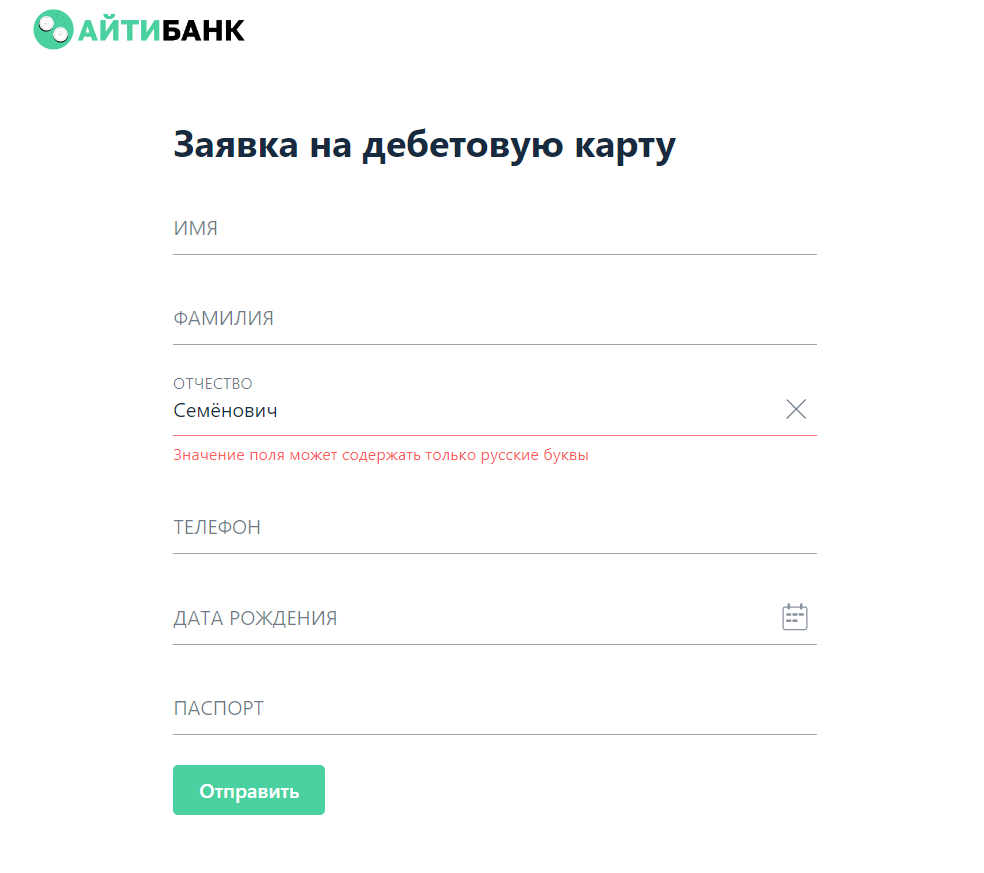 АЙТИБАНК
Заявка на дебетовую карту
ИМЯ
ФАМИЛИЯ
ОТЧЕСТВО
Семёнович
Значение поля может содержать только русские буквы
ТЕЛЕФОН
ДАТА РОЖДЕНИЯ
ПАСПОРТ
Отправить